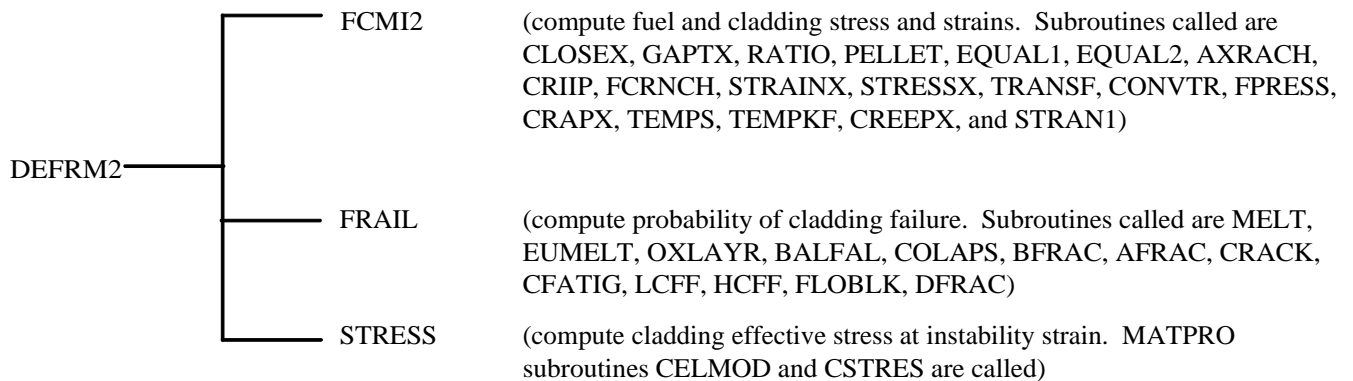 FCMI2 (compute fuel and cladding stress and strains. Subroutines called are
CLOSEX, GAPTX, RATIO, PELLET, EQUAL1, EQUAL2, AXRACH,
CRIIP, FCRNCH, STRAINX, STRESSX, TRANSF, CONVTR, FPRESS,
CRAPX, TEMPS, TEMPKF, CREEPX, and STRAN1)
DEFRM2
FRAIL (compute probability of cladding failure. Subroutines called are MELT,
EUMELT, OXLAYR, BALFAL, COLAPS, BFRAC, AFRAC, CRACK,
CFATIG, LCFF, HCFF, FLOBLK, DFRAC)
STRESS (compute cladding effective stress at instability strain. MATPRO
subroutines CELMOD and CSTRES are called)